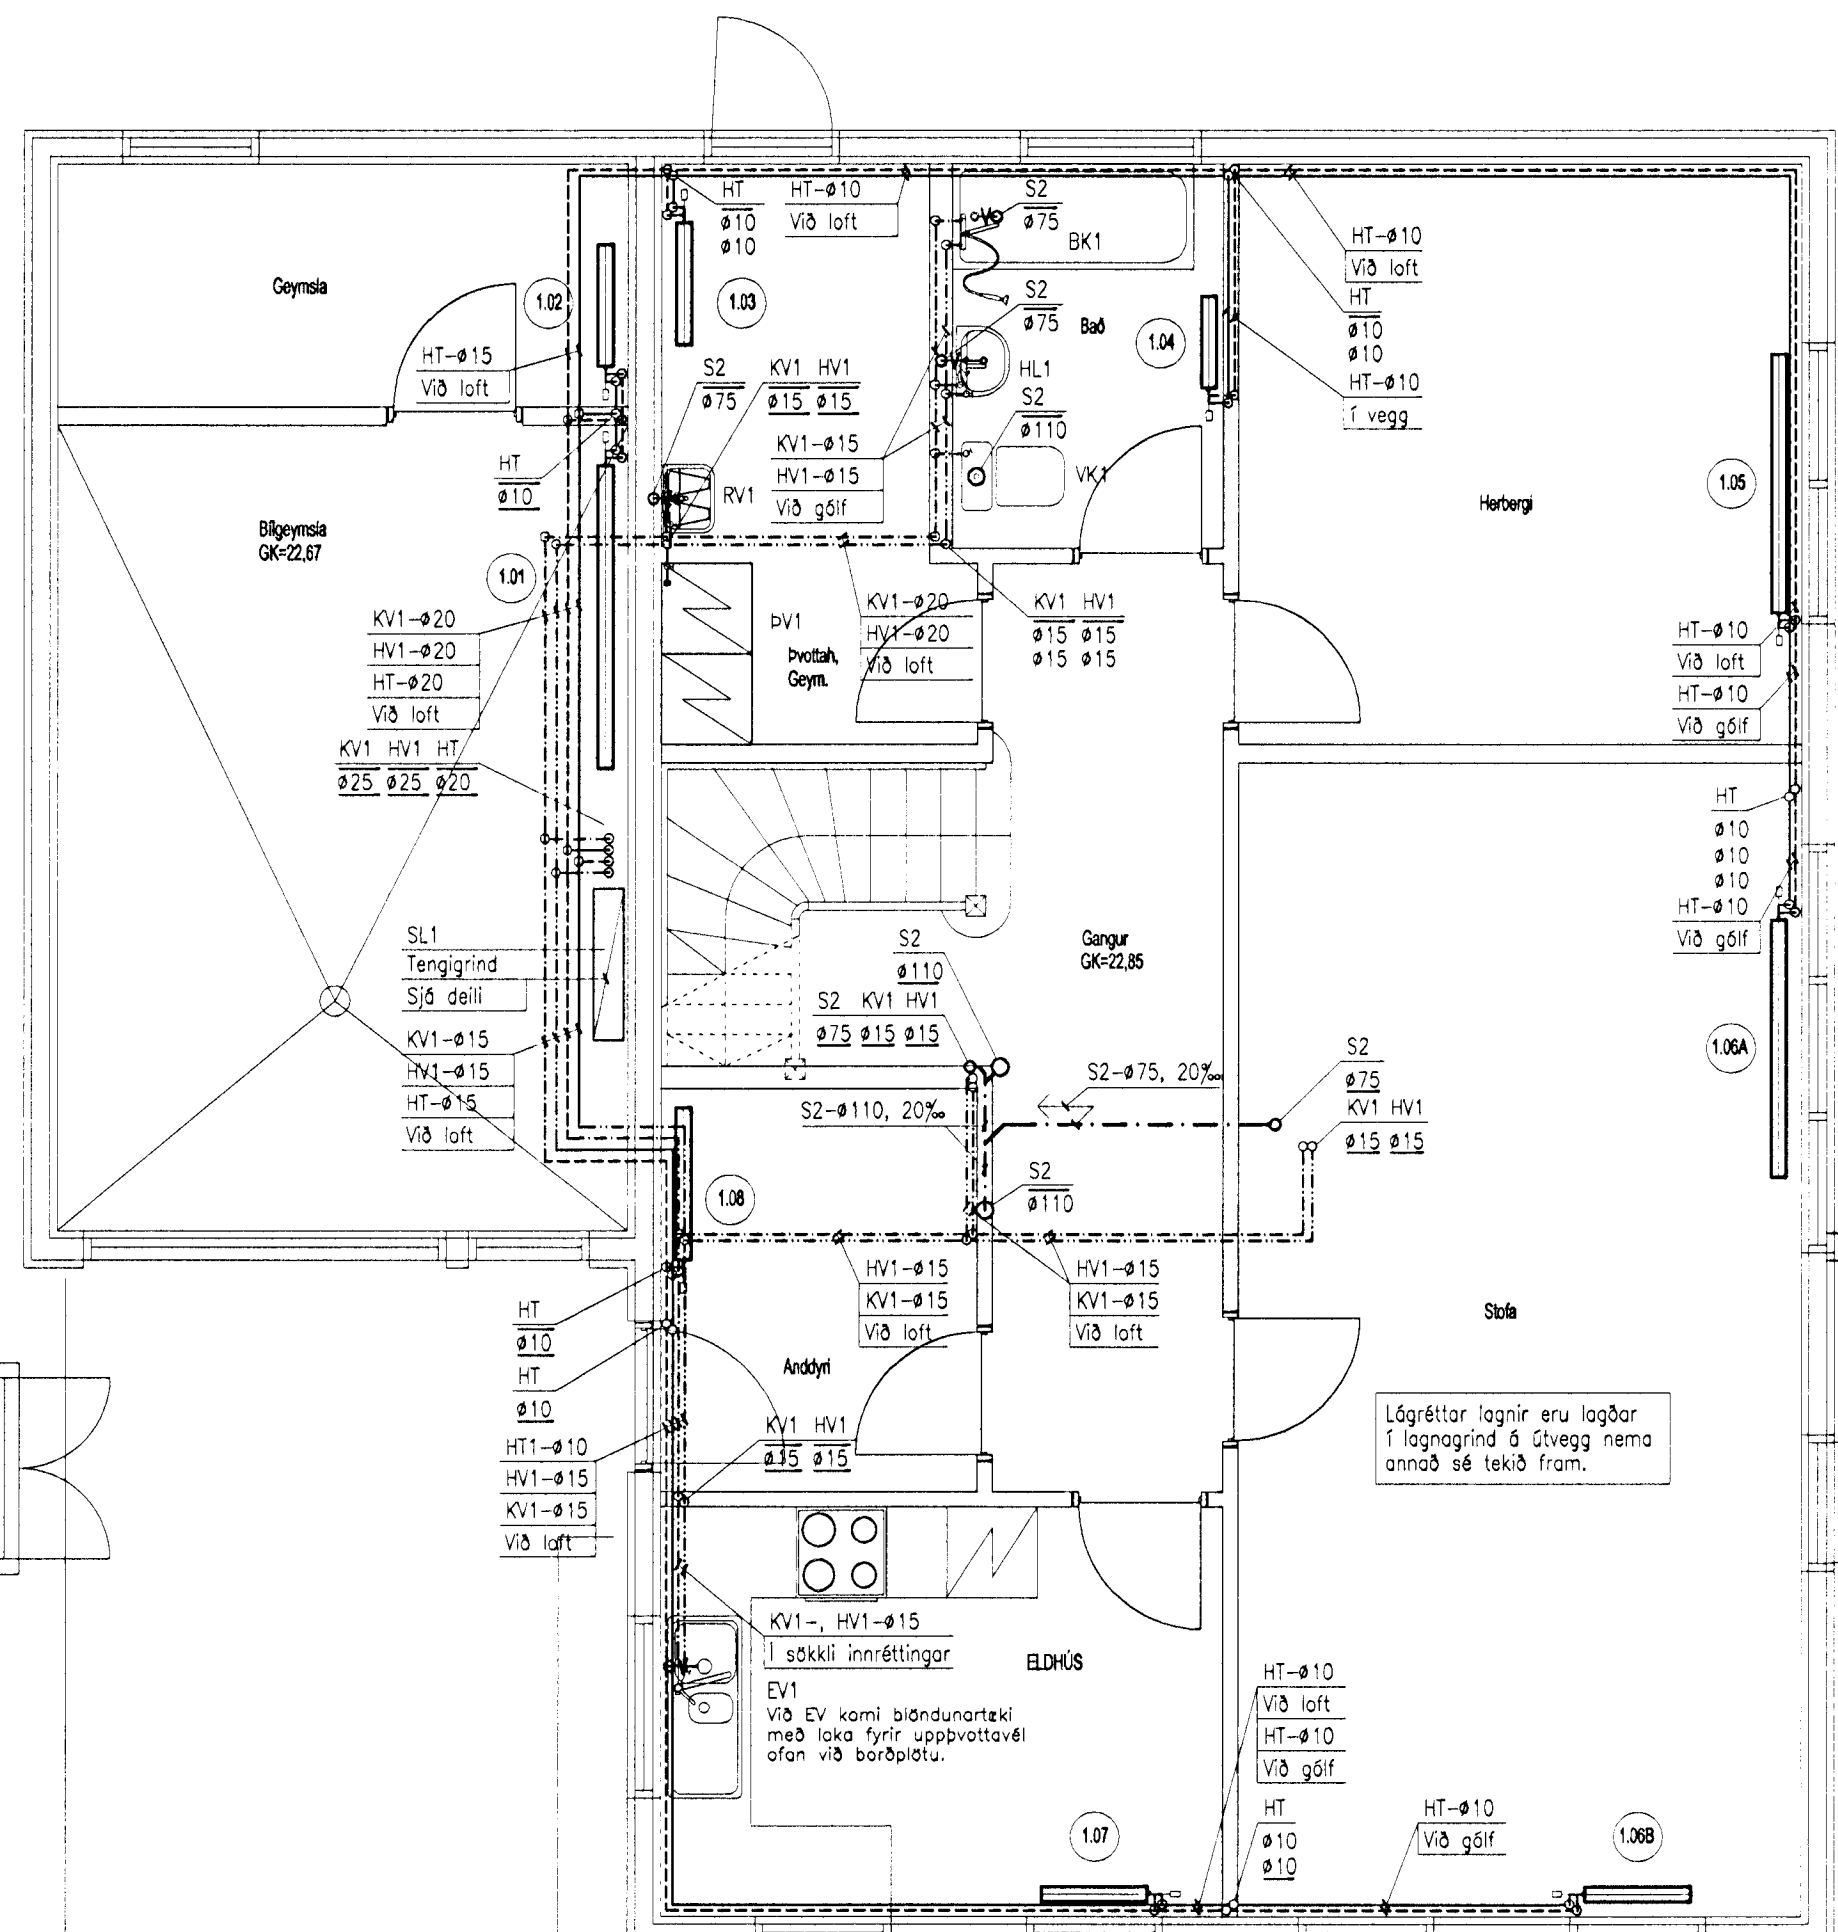 HT
ø10
ø10
HT-ø10
Við loft
S2
ø75
BK1
HT-ø10
Við loft
HT
ø10
ø10
HT-ø10
Í vegg
Geymsla
1.02
1.03
S2
ø75
Bað
1.04
HL1
HT-ø15
Við loft
S2
ø75
KV1 HV1
ø15 ø15
S2
ø110
KV1-ø15
HV1-ø15
Við gólf
VK1
HT
ø10
RV1
1.05
Herbergi
Bílgeymsla
GK=22,67
1.01
KV1-ø20
HV1-ø20
HT-ø20
Við loft
ÞV1
Þvottah,
Geym.
KV1-ø20
HV1-ø20
Við loft
KV1 HV1
ø15 ø15
ø15 ø15
HT-ø10
Við loft
HT-ø10
Við gólf
KV1 HV1 HT
ø25 ø25 ø20
HT
ø10
ø10
ø10
HT-ø10
Við gólf
SL1
Tengigrind
Sjá deili
S2
ø110
Gangur
GK=22,85
S2 KV1 HV1
ø75 ø15 ø15
KV1-ø15
HV1-ø15
HT-ø15
Við loft
S2-ø75, 20‰
S2-ø110, 20‰
S2
ø75
KV1 HV1
ø15 ø15
1.06A
1.08
S2
ø110
HV1-ø15
KV1-ø15
Við loft
HV1-ø15
KV1-ø15
Við loft
HT
ø10
HT
ø10
Anddyri
Stofa
KV1 HV1
ø15 ø15
HT1-ø10
HV1-ø15
KV1-ø15
Við loft
Lágréttar lagnir eru lagðar
í lagnagrind á útvegg nema
annað sé tekið fram.
KV1-, HV1-ø15
Í sökkli innréttingar
ELDHÚS
EV1
Við EV komi blöndunartæki
með loka fyrir uppþvottavél
ofan við borðplötu.
HT-ø10
Við loft
HT-ø10
Við gólf
HT
ø10
ø10
HT-ø10
Við gólf
1.07
1.06B